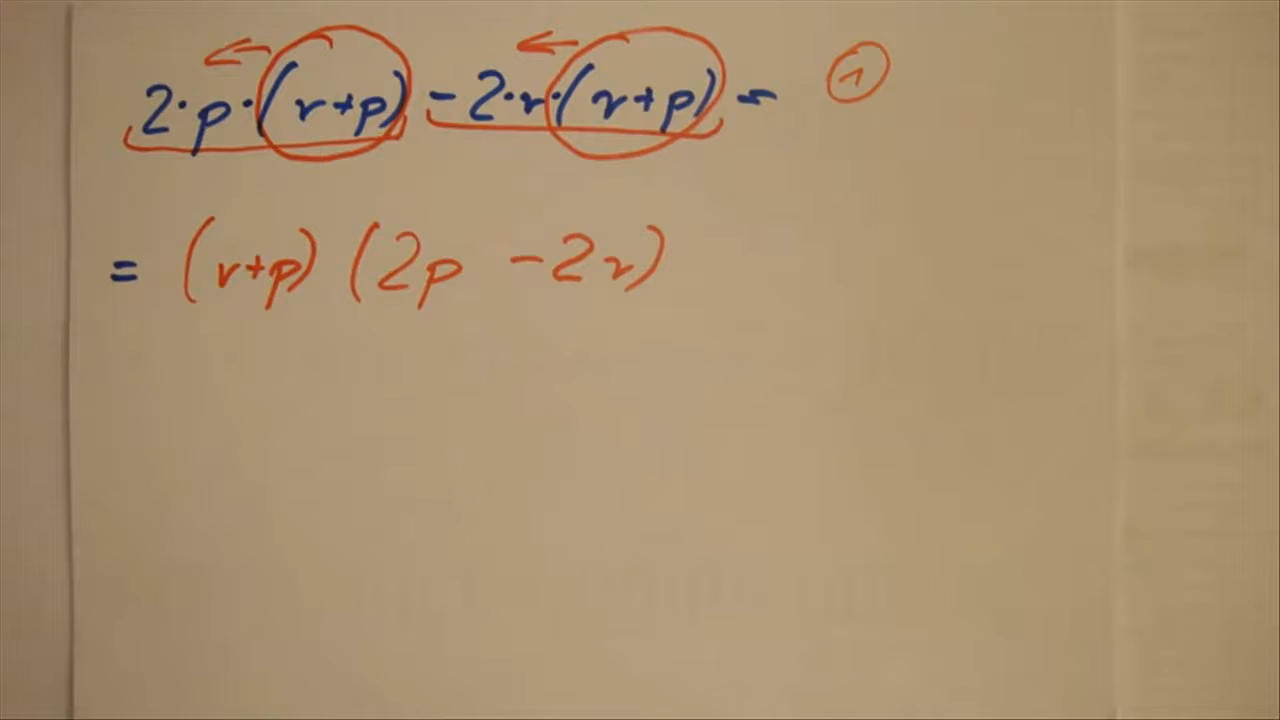 2·p·(r+p) -2·r·(r+p) = 1
= (r+p) (2p -2r)